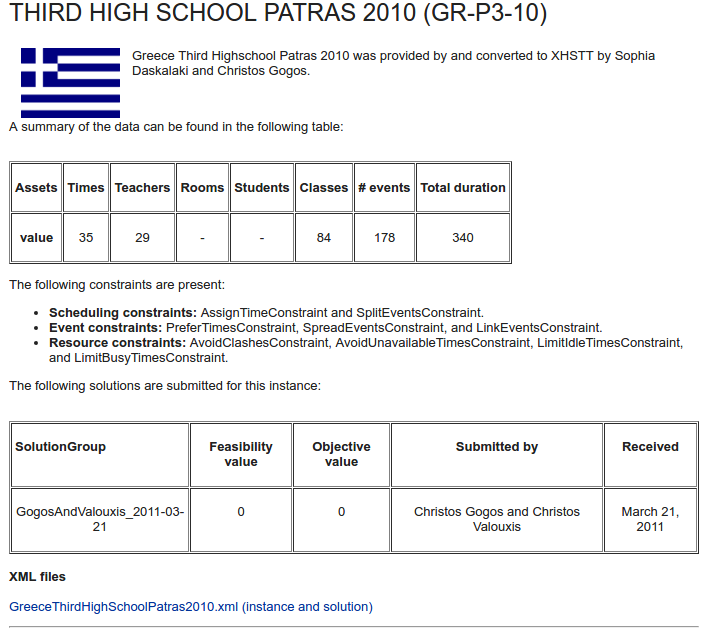 THIRD HIGH SCHOOL PATRAS 2010 (GR-P3-10)
Greece Third Highschool Patras 2010 was provided by and converted to XHSTT by Sophia
Daskalaki and Christos Gogos.
A summary of the data can be found in the following table:
Assets Times Teachers Rooms Students Classes # events Total duration
value 35 29 - - 84 178 340
The following constraints are present:
• Scheduling constraints: AssignTimeConstraint and SplitEventsConstraint.
• Event constraints: PreferTimesConstraint, SpreadEventsConstraint, and LinkEventsConstraint.
• Resource constraints: AvoidClashesConstraint, AvoidUnavailableTimesConstraint, LimitIdleTimesConstraint,
and LimitBusyTimesConstraint.
The following solutions are submitted for this instance:
SolutionGroup Feasibility value Objective value Submitted by Received
GogosAndValouxis_2011-03-21 0 0 Christos Gogos and Christos Valouxis March 21, 2011
XML files
GreeceThirdHighSchoolPatras2010.xml (instance and solution)